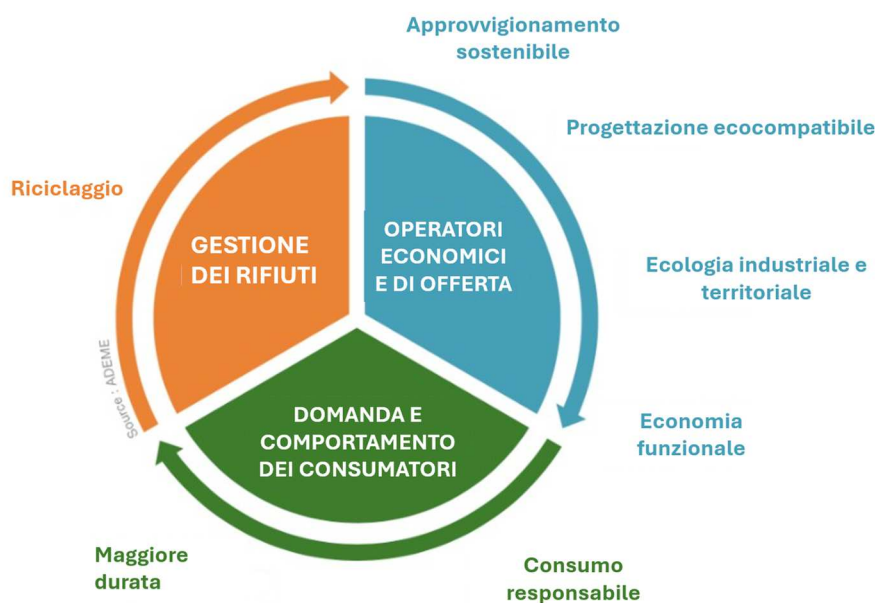 Approvvigionamento
sostenibile
Progettazione ecocompatibile
Ecologia industriale e
territoriale
Economia
funzionale
Consumo
responsabile
Maggiore
durata
Riciclaggio
OPERATORI
ECONOMICI
E DI OFFERTA
DOMANDA E
COMPORTAMENTO
DEI CONSUMATORI
GESTIONE
DEI RIFIUTI
Source : ADEME